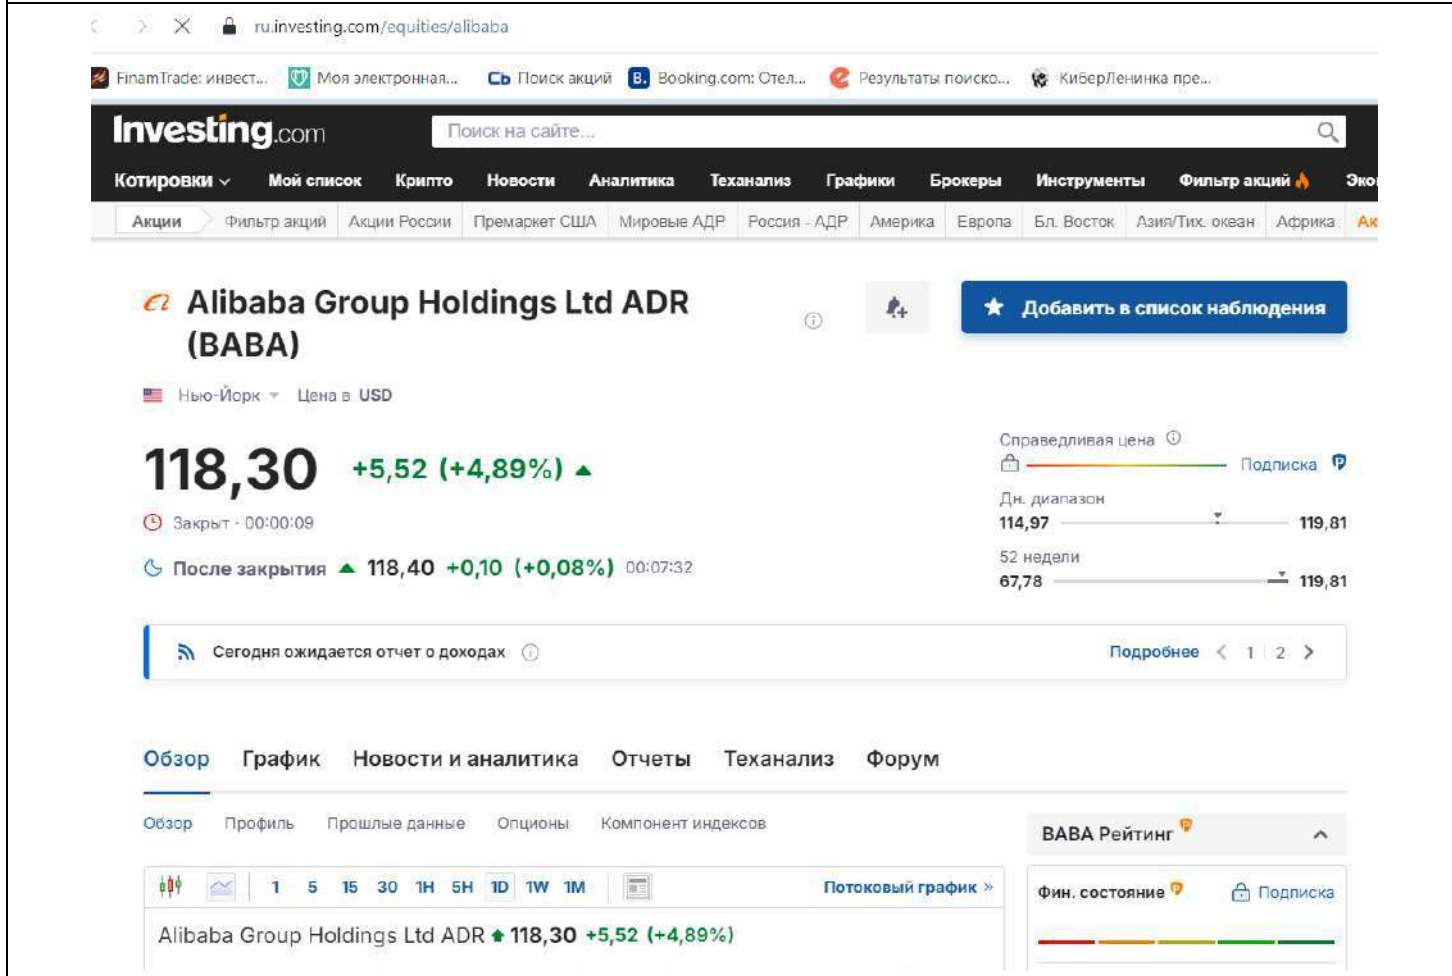 ru.investing.com/equities/alibaba
FinamTrade: инвест... Моя электронная... Сь Поиск акций B. Booking.com: Отел... Результаты поиско... КиберЛенинка пре...
Investing.com Поиск на сайте...
Котировки Мой список Крипто Новости Аналитика Теханализ Графики Брокеры Инструменты Фильтр акций Эко
Акции Фильтр акций Акции России Премаркет США Мировые АДР Россия - АДР Америка Европа Бл. Восток Азия/Тих. океан Африка Ак
Alibaba Group Holdings Ltd ADR
(BABA)
Добавить в список наблюдения
Нью-Йорк Цена в USD
118,30 +5,52 (+4,89%)
Закрыт · 00:00:09
После закрытия 118,40 +0,10 (+0,08%) 00:07:32
Справедливая цена
Подписка
Дн. диапазон
114,97 119,81
52 недели
67,78 119,81
Сегодня ожидается отчет о доходах Подробнее 1 2
Обзор График Новости и аналитика Отчеты Теханализ Форум
Обзор Профиль Прошлые данные Опционы Компонент индексов
BABA Рейтинг
1 5 15 30 1H 5H 1D 1W 1M Потоковый график »
Фин. состояние Подписка
Alibaba Group Holdings Ltd ADR 118,30 +5,52 (+4,89%)